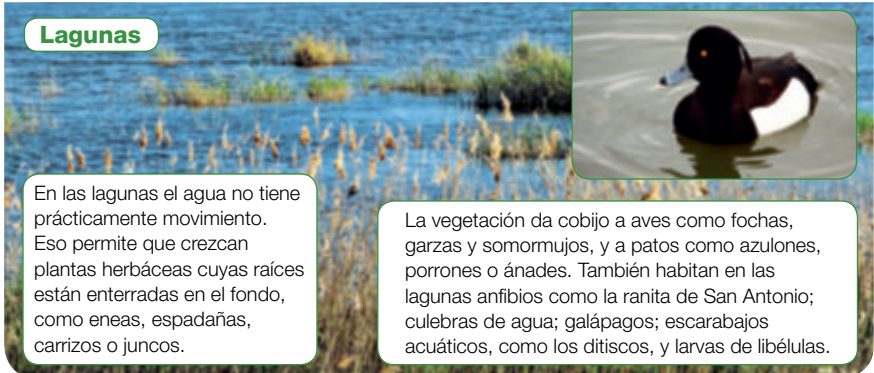 Lagunas
En las lagunas el agua no tiene
prácticamente movimiento.
Eso permite que crezcan
plantas herbáceas cuyas raíces
están enterradas en el fondo,
como eneas, espadañas,
carrizos o juncos.
La vegetación da cobijo a aves como fochas,
garzas y somormujos, y a patos como azulones,
porrones o ánades. También habitan en las
lagunas anfibios como la ranita de San Antonio;
culebras de agua; galápagos; escarabajos
acuáticos, como los ditiscos, y larvas de libélulas.